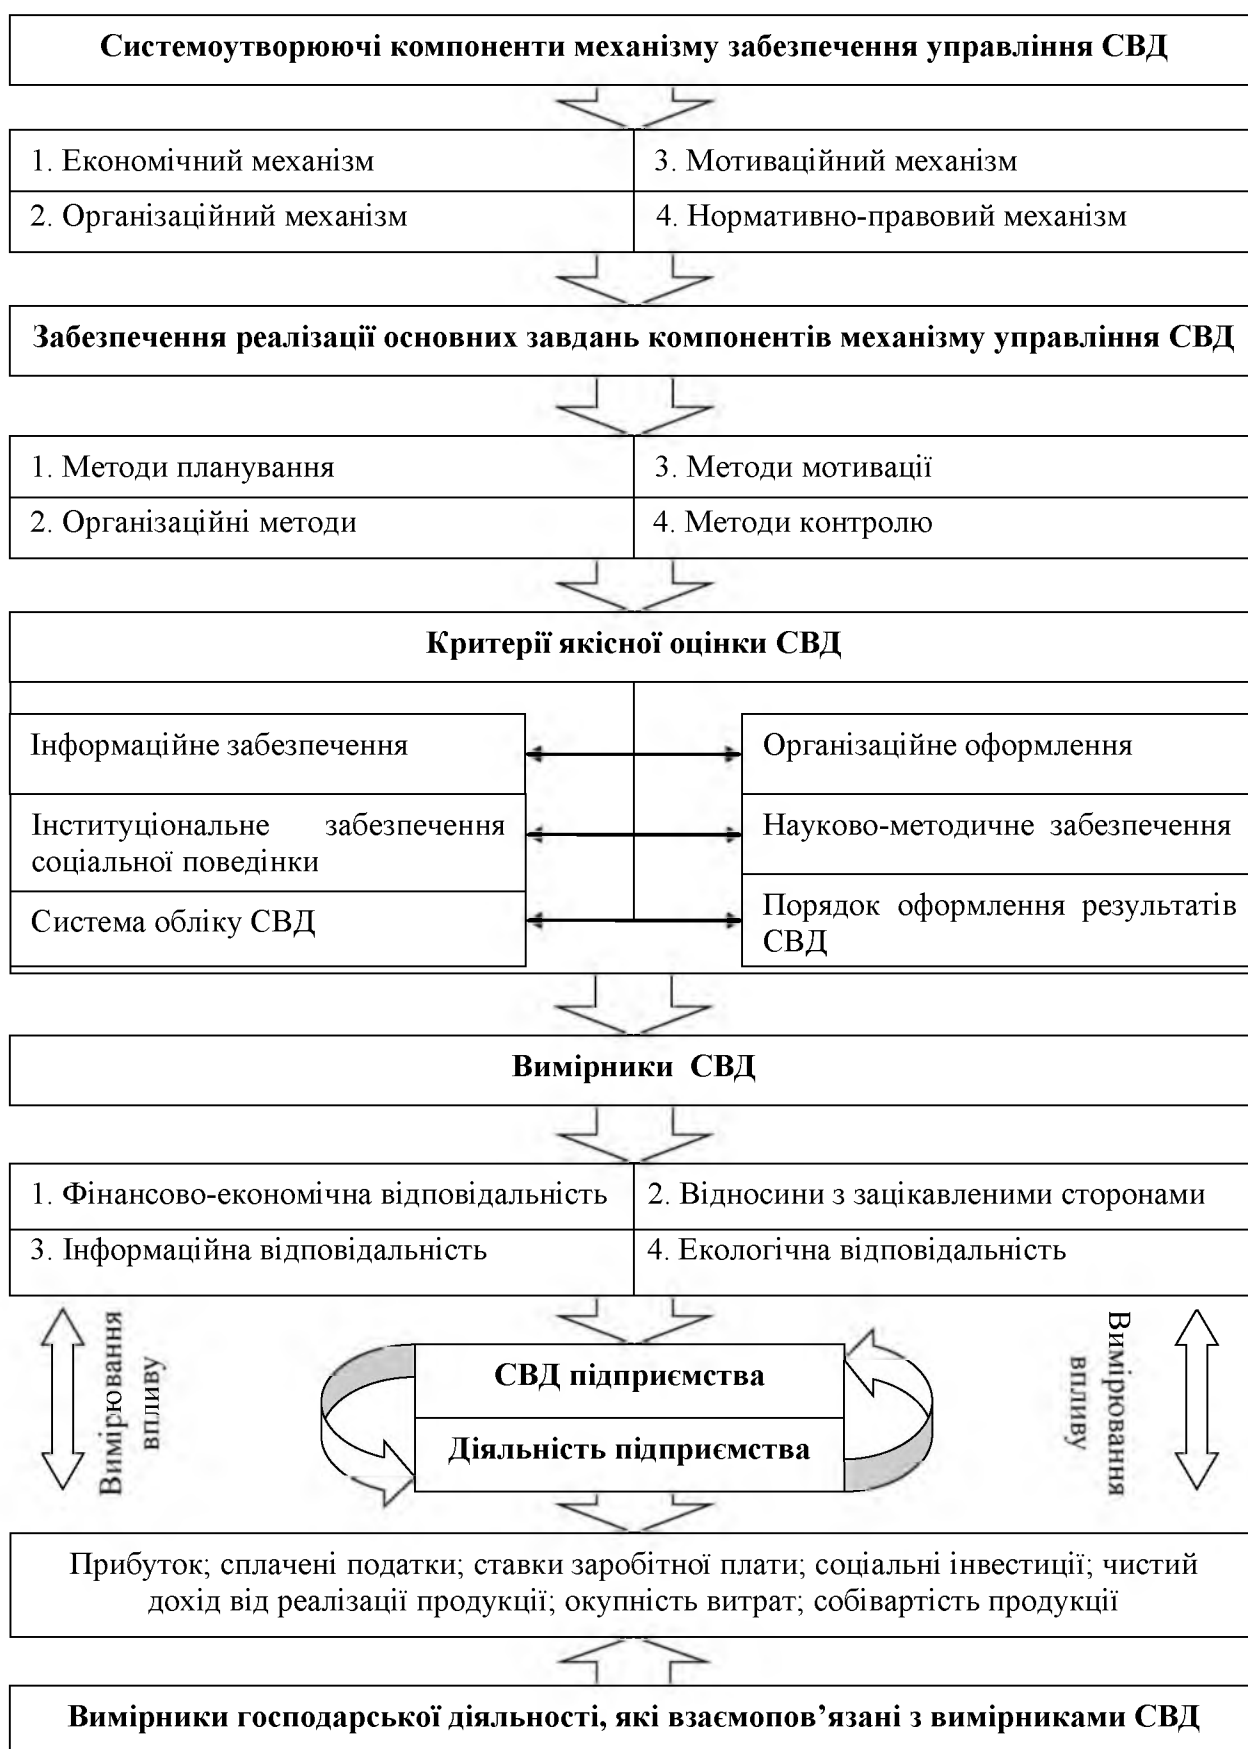 Системоутворюючі компоненти механізму забезпечення управління СВД
1. Економічний механізм
3. Мотиваційний механізм
2. Організаційний механізм
4. Нормативно-правовий механізм
Забезпечення реалізації основних завдань компонентів механізму управління СВД
1. Методи планування
3. Методи мотивації
2. Організаційні методи
4. Методи контролю
Критерії якісної оцінки СВД
Інформаційне забезпечення
Організаційне оформлення
Інституціональне забезпечення
соціальної поведінки
Науково-методичне забезпечення
Система обліку СВД
Порядок оформлення результатів
СВД
Вимірники СВД
1. Фінансово-економічна відповідальність
2. Відносини з зацікавленими сторонами
3. Інформаційна відповідальність
4. Екологічна відповідальність
Вимірювання
впливу
СВД підприємства
Діяльність підприємства
Вимірювання
впливу
Прибуток; сплачені податки; ставки заробітної плати; соціальні інвестиції; чистий
дохід від реалізації продукції; окупність витрат; собівартість продукції
Вимірники господарської діяльності, які взаємопов’язані з вимірниками СВД